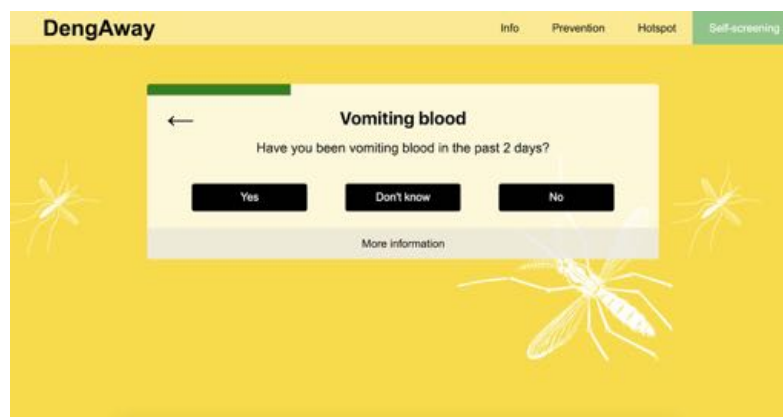 DengAway
Info Prevention Hotspot Self-screening
←
Vomiting blood
Have you been vomiting blood in the past 2 days?
Yes Don't know No
More information